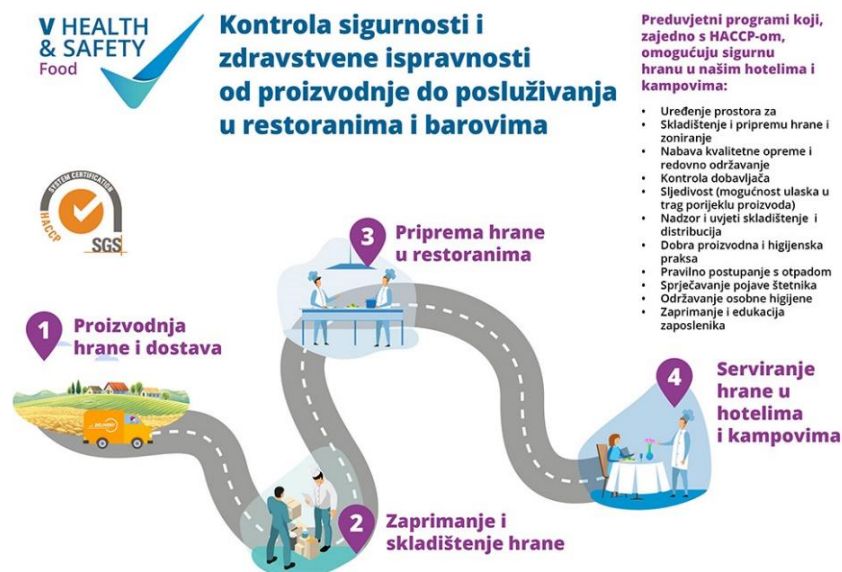 V HEALTH
& SAFETY
Food
Kontrola sigurnosti i
zdravstvene ispravnosti
od proizvodnje do posluživanja
u restoranima i barovima
Preduvjetni programi koji,
zajedno s HACCP-om,
omogućuju sigurnu
hranu u našim hotelima i
kampovima:
• Uređenje prostora za
• Skladištenje i pripremu hrane i
zoniranje
• Nabava kvalitetne opreme i
redovno održavanje
• Kontrola dobavljača
• Sljedivost (mogućnost ulaska u
trag porijeklu proizvoda)
• Nadzor i uvjeti skladištenje i
distribucija
• Dobra proizvodna i higijenska
praksa
• Pravilno postupanje s otpadom
• Sprječavanje pojave štetnika
• Održavanje osobne higijene
• Zaprimanje i edukacija
zaposlenika
SYSTEM CERTIFICATION
HACCP
SGS
1
Proizvodnja
hrane i dostava
2
Zaprimanje i
skladištenje hrane
3
Priprema hrane
u restoranima
4
Serviranje
hrane u
hotelima
i kampovima